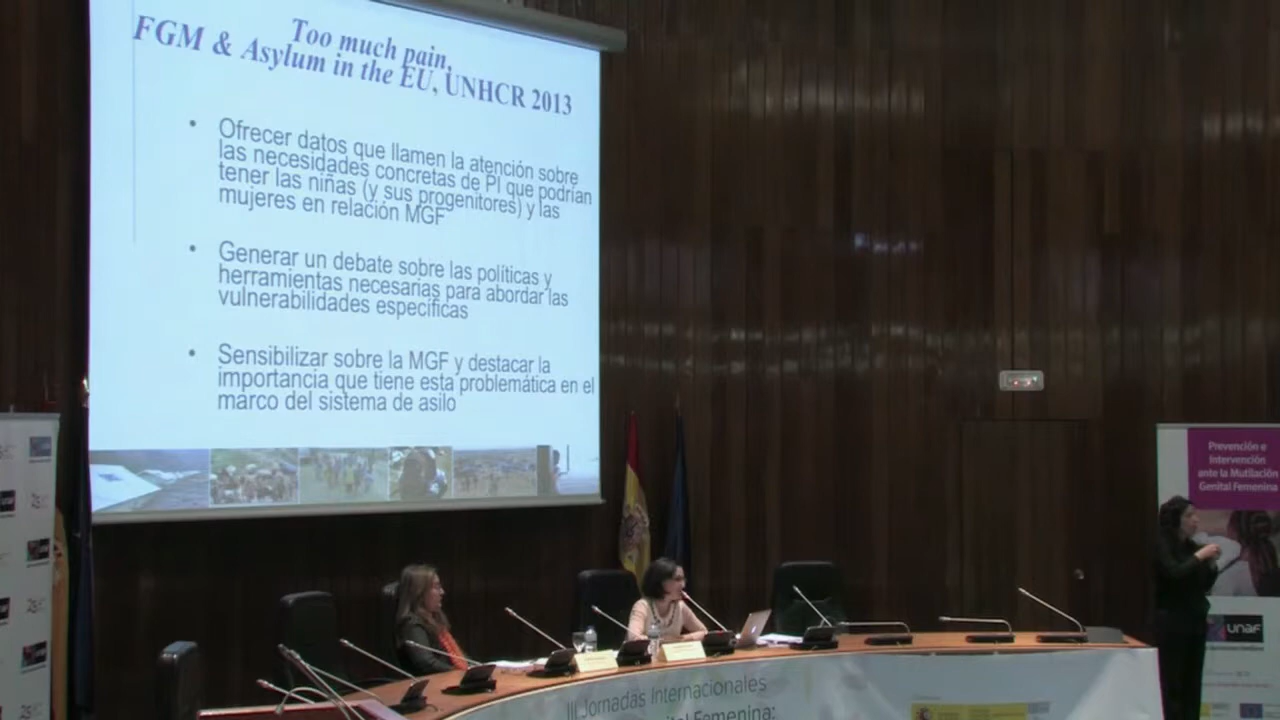 Too much pain,
FGM & Asylum in the EU, UNHCR 2013
• Ofrecer datos que llamen la atención sobre
las necesidades concretas de PI que podrían
tener las niñas (y sus progenitores) y las
mujeres en relación MGF
• Generar un debate sobre las políticas y
herramientas necesarias para abordar las
vulnerabilidades específicas
• Sensibilizar sobre la MGF y destacar la
importancia que tiene esta problemática en el
marco del sistema de asilo
Prevención e
Intervención
ante la Mutilación
Genital Femenina
unaf
III Jornadas Internacionales
Genital Femenina: